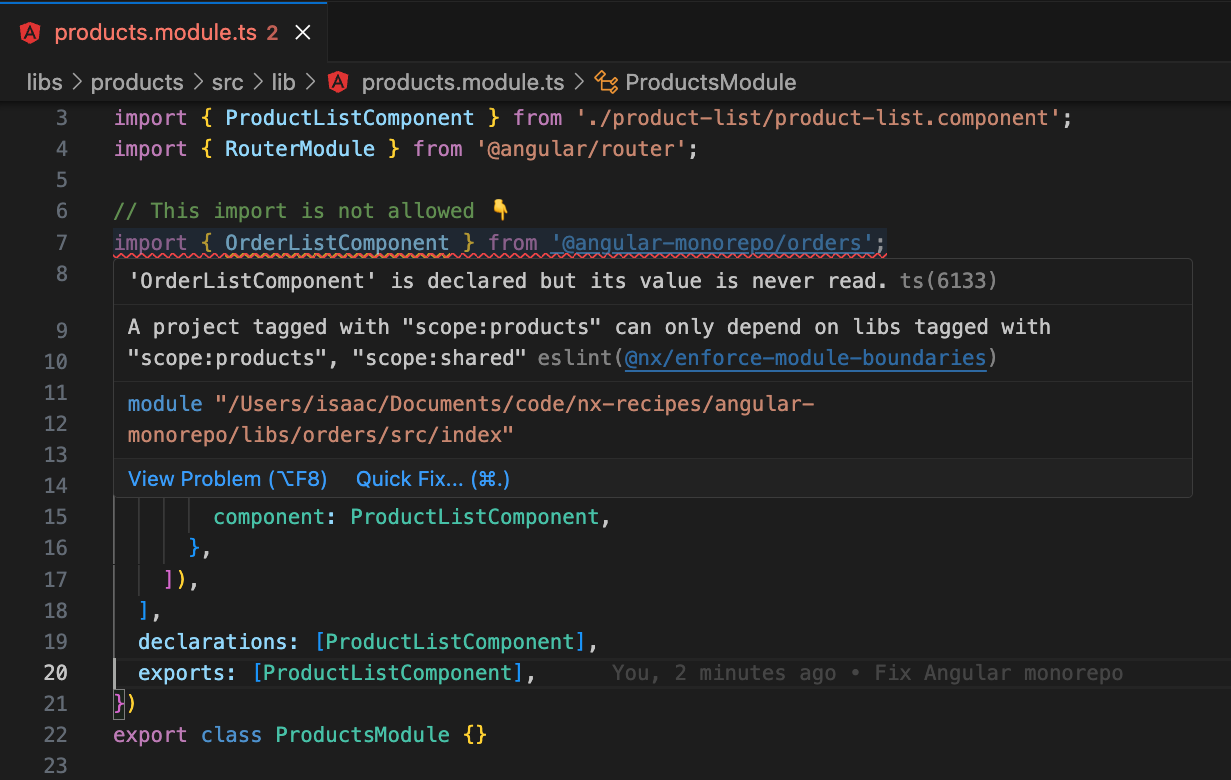 products.module.ts 2 ×
libs > products > src > lib > products.module.ts > ProductsModule
3 import { ProductListComponent } from './product-list/product-list.component';
4 import { RouterModule } from '@angular/router';
5
6 // This import is not allowed 👇
7 import { OrderListComponent } from '@angular-monorepo/orders';
8
'OrderListComponent' is declared but its value is never read. ts(6133)
9
A project tagged with "scope:products" can only depend on libs tagged with
10
"scope:products", "scope:shared" eslint(@nx/enforce-module-boundaries)
11
12
module "/Users/isaac/Documents/code/nx-recipes/angular-
13
monorepo/libs/orders/src/index"
14
View Problem (⌥F8) Quick Fix... (⌘.)
15 component: ProductListComponent,
16 },
17 ]),
18 ],
19 declarations: [ProductListComponent],
20 exports: [ProductListComponent], You, 2 minutes ago • Fix Angular monorepo
21 })
22 export class ProductsModule {}
23